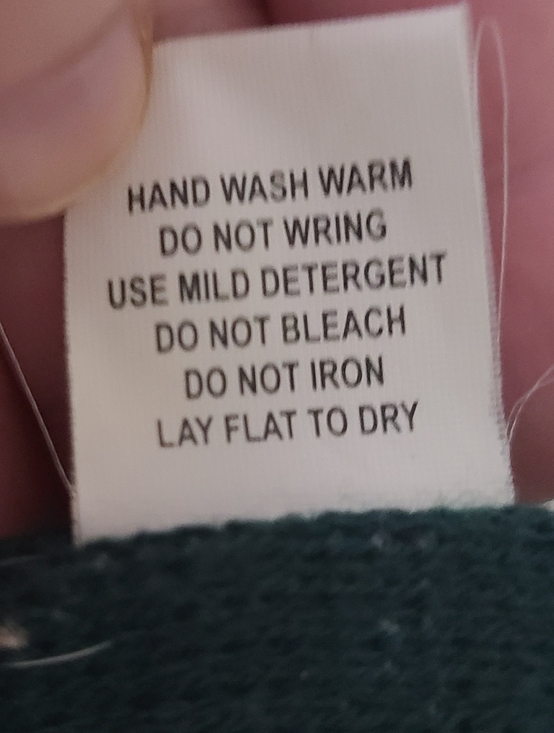 HAND WASH WARM
DO NOT WRING
USE MILD DETERGENT
DO NOT BLEACH
DO NOT IRON
LAY FLAT TO DRY